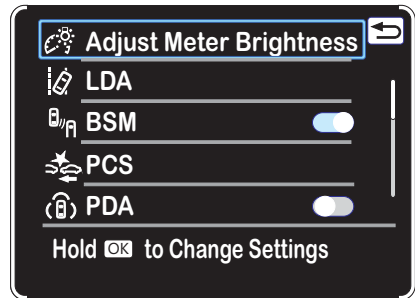 Adjust Meter Brightness
LDA
BSM
PCS
PDA
Hold OK to Change Settings